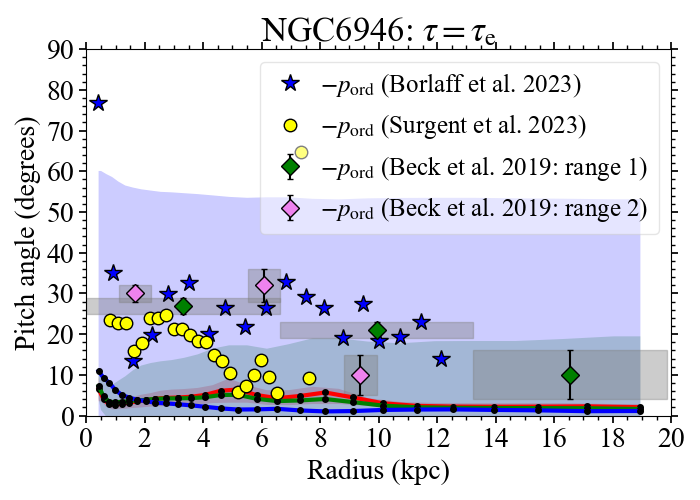 NGC6946: τ = τe
90
80
70
60
50
40
30
20
10
0
Pitch angle (degrees)
−pord (Borlaff et al. 2023)
−pord (Surgent et al. 2023)
−pord (Beck et al. 2019: range 1)
−pord (Beck et al. 2019: range 2)
0 2 4 6 8 10 12 14 16 18 20
Radius (kpc)